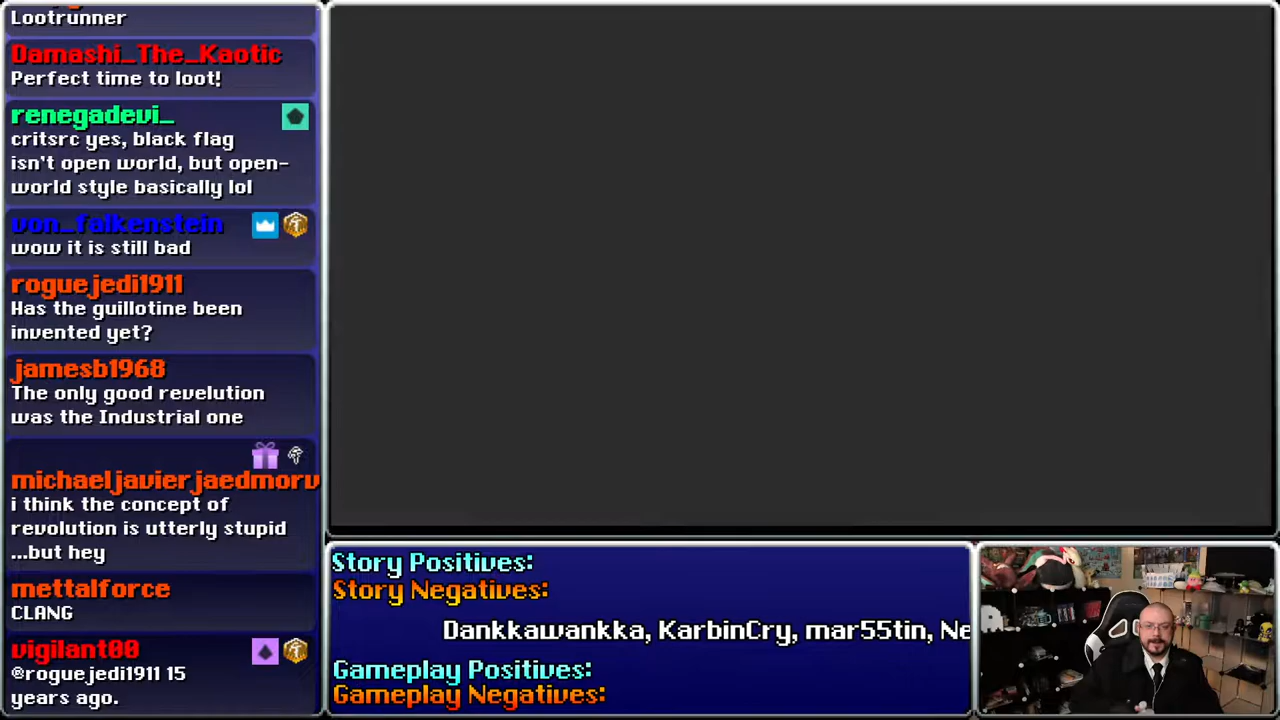 Lootrunner
Damashi_The_Kaotic
Perfect time to loot!
renegadevi_
critsrc yes, black flag
isn't open world, but open-
world style basically lol
von_falkenstein
wow it is still bad
roguejedi1911
Has the guillotine been
invented yet?
jamesb1968
The only good revelution
was the Industrial one
michaeljavierjaedmorv
i think the concept of
revolution is utterly stupid
...but hey
mettalforce
CLANG
vigilant00
@roguejedi1911 15
years ago.
Story Positives:
Story Negatives:
Dankkawankka, KarbinCry, mar55tin, Ne
Gameplay Positives:
Gameplay Negatives: